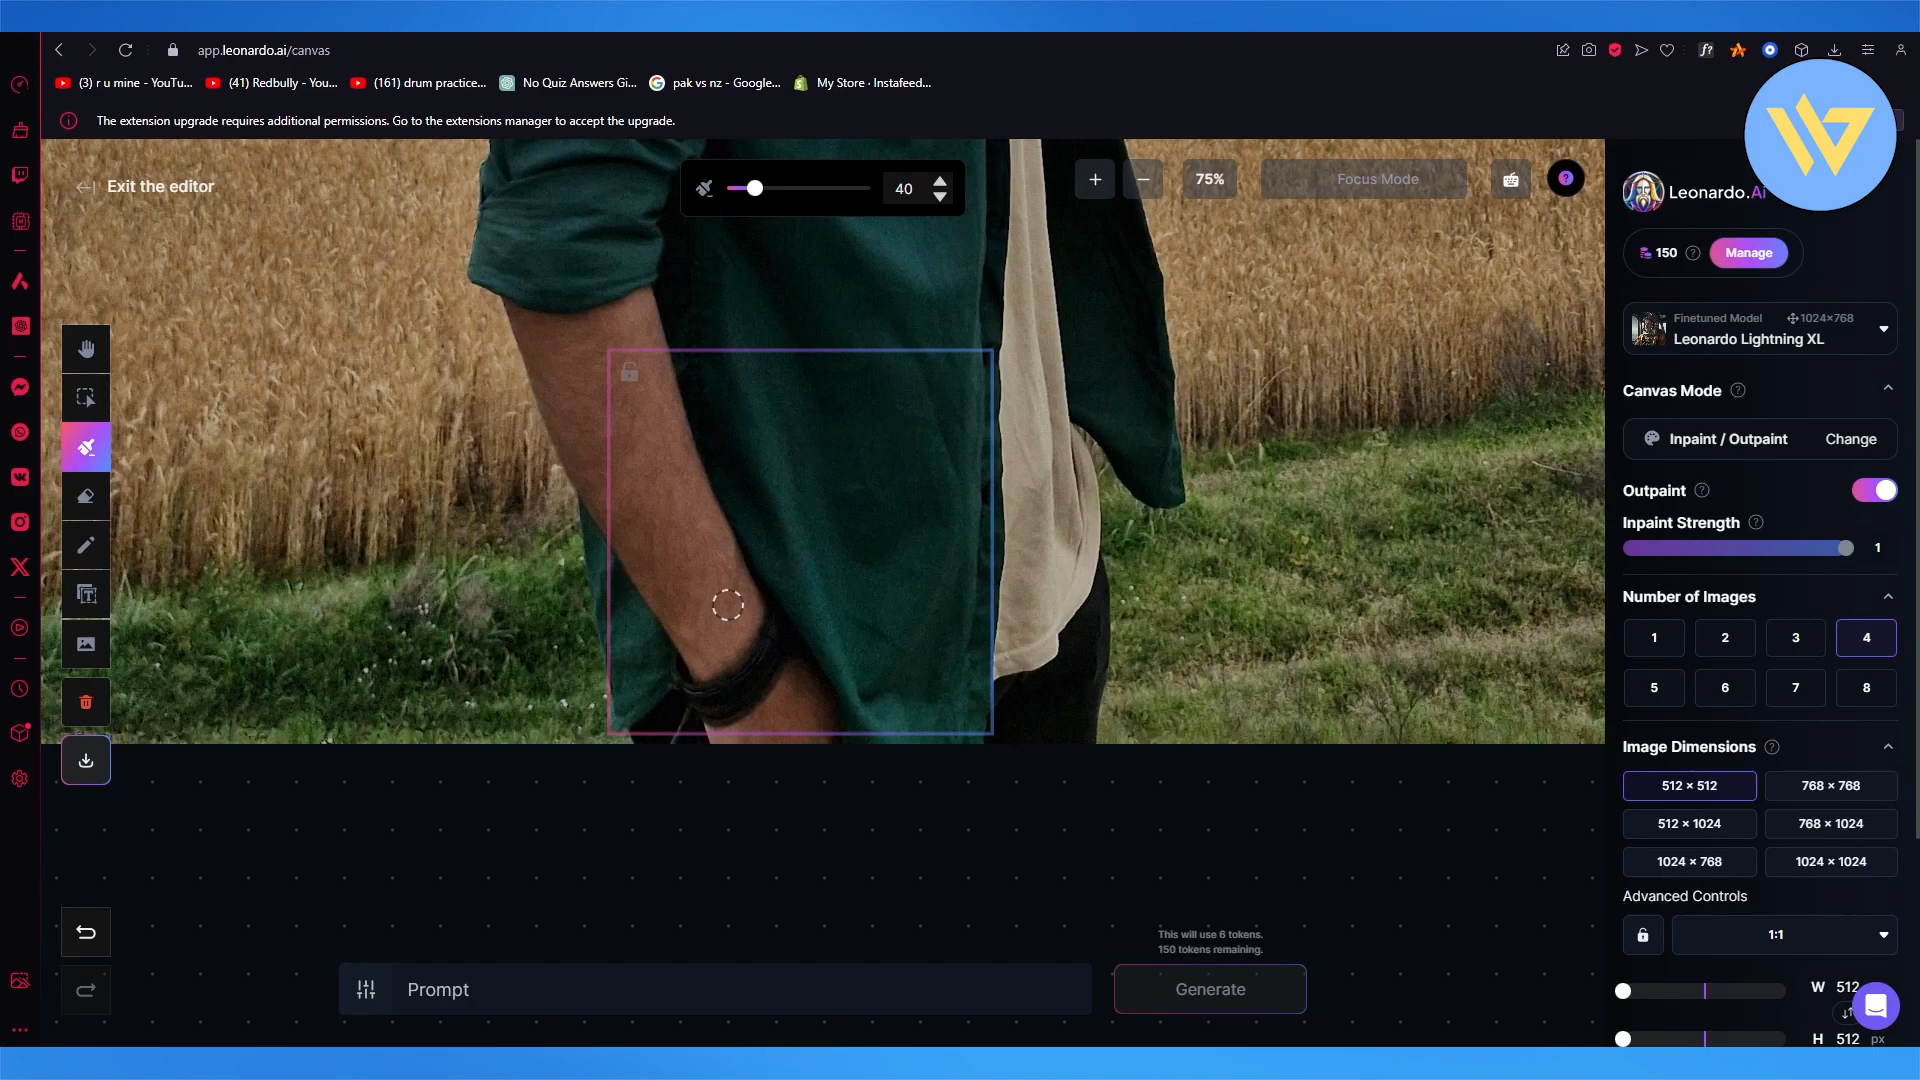 app.leonardo.ai/canvas
(3) r u mine - YouTu...
(41) Redbully - You...
(161) drum practice...
No Quiz Answers Gi...
pak vs nz - Google...
My Store · Instafeed...
The extension upgrade requires additional permissions. Go to the extensions manager to accept the upgrade.
Exit the editor
40
75%
Focus Mode
Leonardo.Ai
150
Manage
Finetuned Model
1024×768
Leonardo Lightning XL
Canvas Mode
Inpaint / Outpaint
Change
Outpaint
Inpaint Strength
1
Number of Images
1
2
3
4
5
6
7
8
Image Dimensions
512 × 512
768 × 768
512 × 1024
768 × 1024
1024 × 768
1024 × 1024
Advanced Controls
1:1
W 512
H 512 px
This will use 6 tokens.
150 tokens remaining.
Prompt
Generate